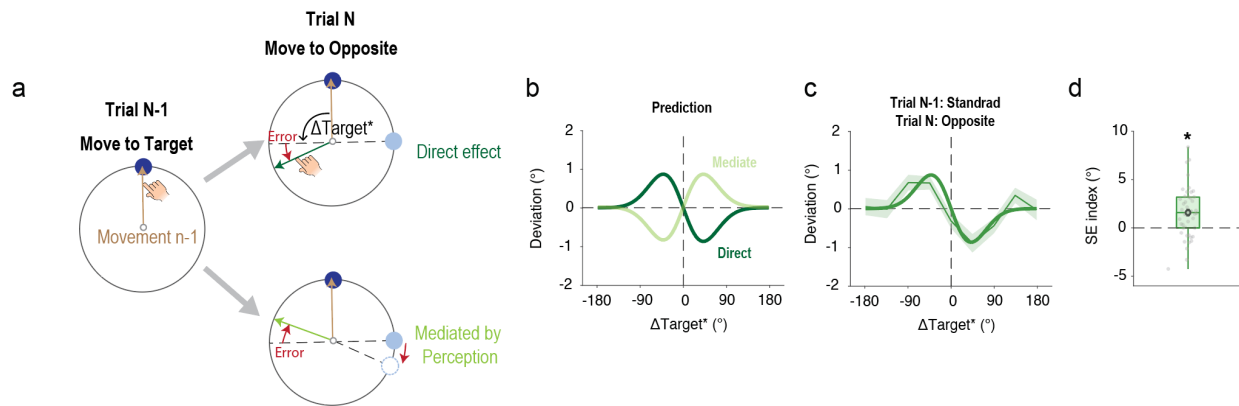 a
Trial N-1
Move to Target
Movement n-1
Trial N
Move to Opposite
ΔTarget*
Error
Direct effect
Error
Mediated by
Perception
b
Prediction
Deviation (°)
2
1
0
-1
-2
Mediate
Direct
-180
-90
0
90
180
ΔTarget* (°)
c
Trial N-1: Standrad
Trial N: Opposite
Deviation (°)
2
1
0
-1
-2
-180
-90
0
90
180
ΔTarget* (°)
d
*
SE index (°)
10
5
0
-5